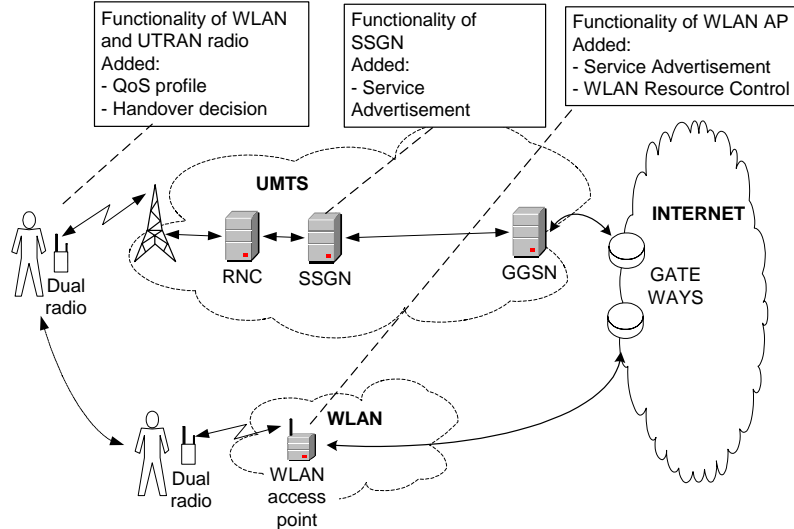 Functionality of WLAN
and UTRAN radio
Added:
- QoS profile
- Handover decision
Functionality of
SSGN
Added:
- Service
Advertisement
Functionality of WLAN AP
Added:
- Service Advertisement
- WLAN Resource Control
UMTS
INTERNET
RNC
SSGN
GGSN
GATE
WAYS
Dual
radio
WLAN
Dual
radio
WLAN
access
point